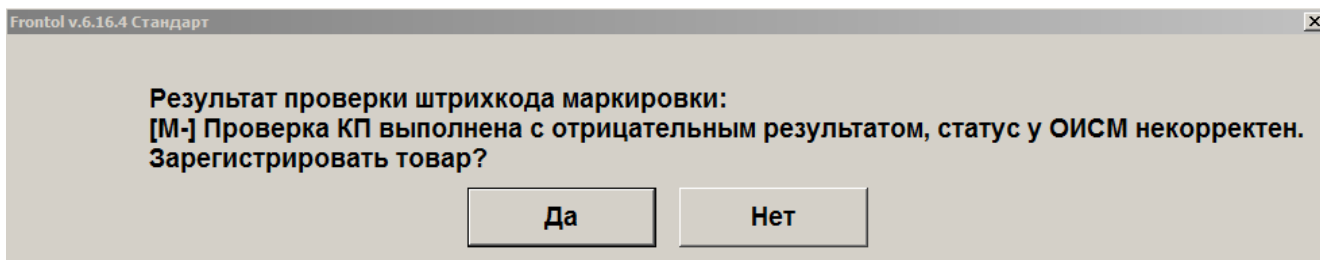 Frontol v.6.16.4 Стандарт
Результат проверки штрихкода маркировки:
[М-] Проверка КП выполнена с отрицательным результатом, статус у ОИСМ некорректен.
Зарегистрировать товар?
Да Нет